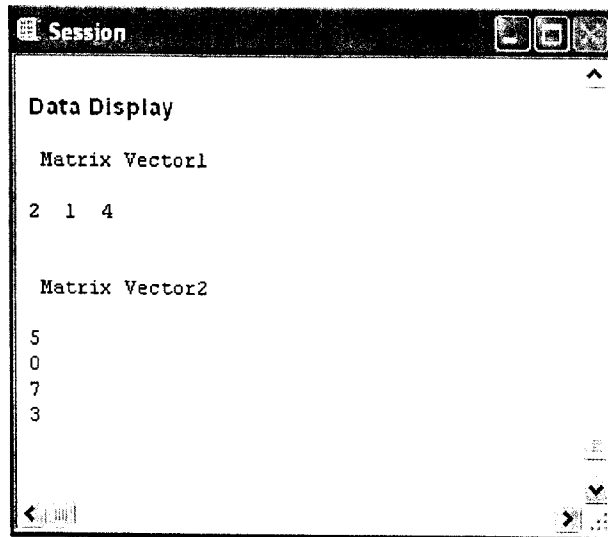 Session
Data Display
Matrix Vector1
2 1 4
Matrix Vector2
5
0
7
3